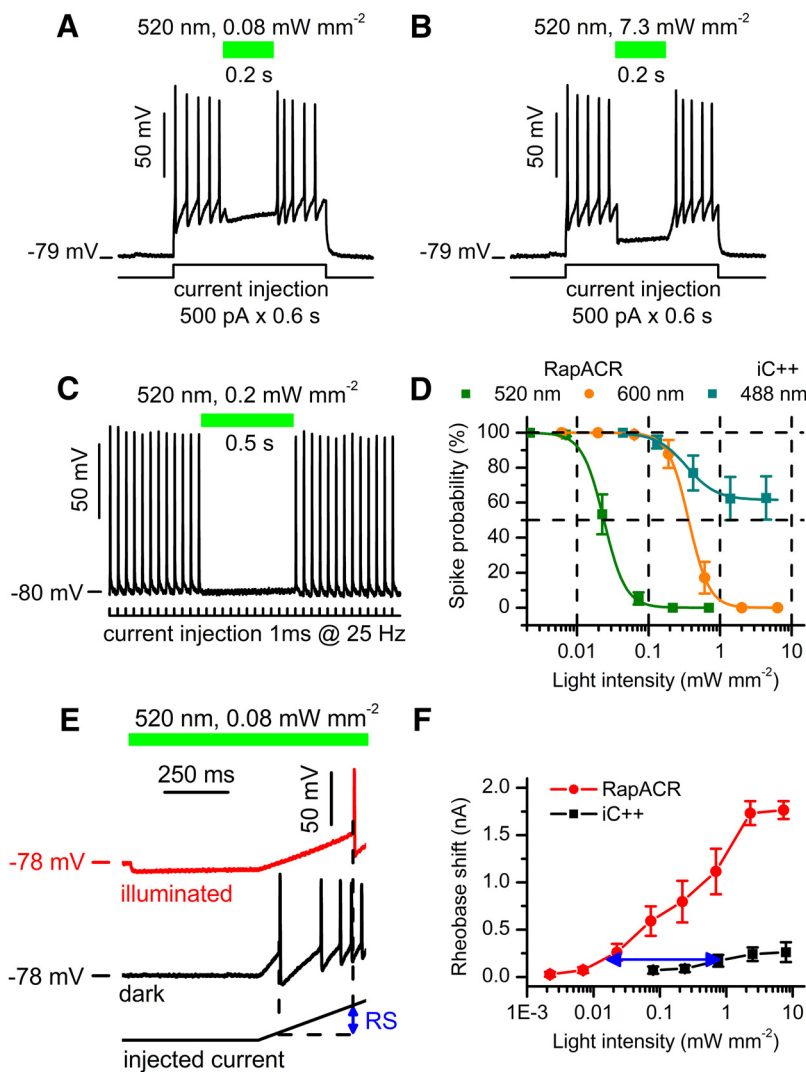 A
520 nm, 0.08 mW mm-2
0.2 s
50 mV
-79 mV
current injection
500 pA x 0.6 s
B
520 nm, 7.3 mW mm-2
0.2 s
50 mV
-79 mV
current injection
500 pA x 0.6 s
C
520 nm, 0.2 mW mm-2
0.5 s
50 mV
-80 mV
current injection 1ms @ 25 Hz
D
RapACR iC++
520 nm 600 nm 488 nm
Spike probability (%)
100
80
60
40
20
0
0.01 0.1 1 10
Light intensity (mW mm-2)
E
520 nm, 0.08 mW mm-2
250 ms
50 mV
-78 mV
illuminated
-78 mV
dark
RS
injected current
F
RapACR
iC++
Rheobase shift (nA)
2.0
1.5
1.0
0.5
0.0
1E-3 0.01 0.1 1 10
Light intensity (mW mm-2)